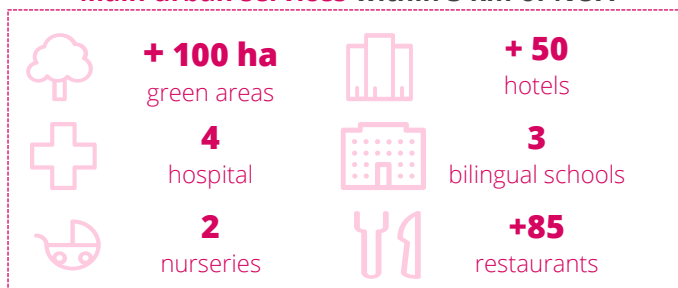 + 100 ha
green areas
+ 50
hotels
4
hospital
3
bilingual schools
2
nurseries
+85
restaurants